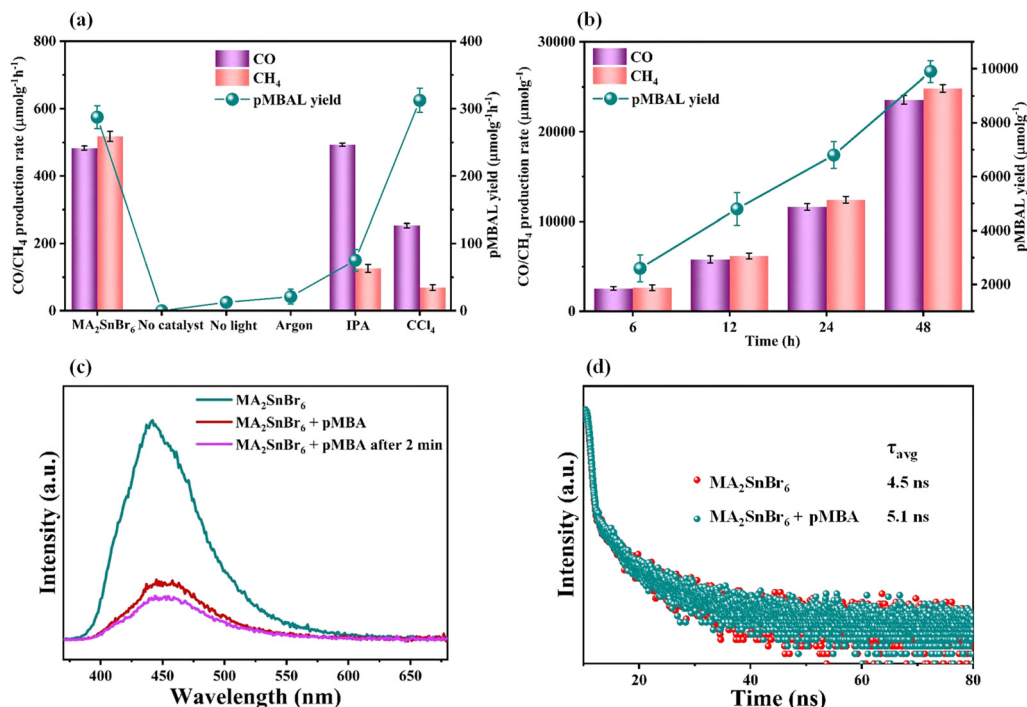 (a)
CO/CH₄ production rate (μmolg⁻¹h⁻¹)
800
600
400
200
0
CO
CH₄
pMBAL yield
400
300
200
100
0
pMBAL yield (μmolg⁻¹h⁻¹)
MA₂SnBr₆ No catalyst No light Argon IPA CCl₄
(b)
CO/CH₄ production rate (μmolg⁻¹)
30000
20000
10000
0
CO
CH₄
pMBAL yield
10000
8000
6000
4000
2000
pMBAL yield (μmolg⁻¹)
6 12 24 48
Time (h)
(c)
Intensity (a.u.)
MA₂SnBr₆
MA₂SnBr₆ + pMBA
MA₂SnBr₆ + pMBA after 2 min
400 450 500 550 600 650
Wavelength (nm)
(d)
Intensity (a.u.)
τavg
MA₂SnBr₆ 4.5 ns
MA₂SnBr₆ + pMBA 5.1 ns
20 40 60 80
Time (ns)